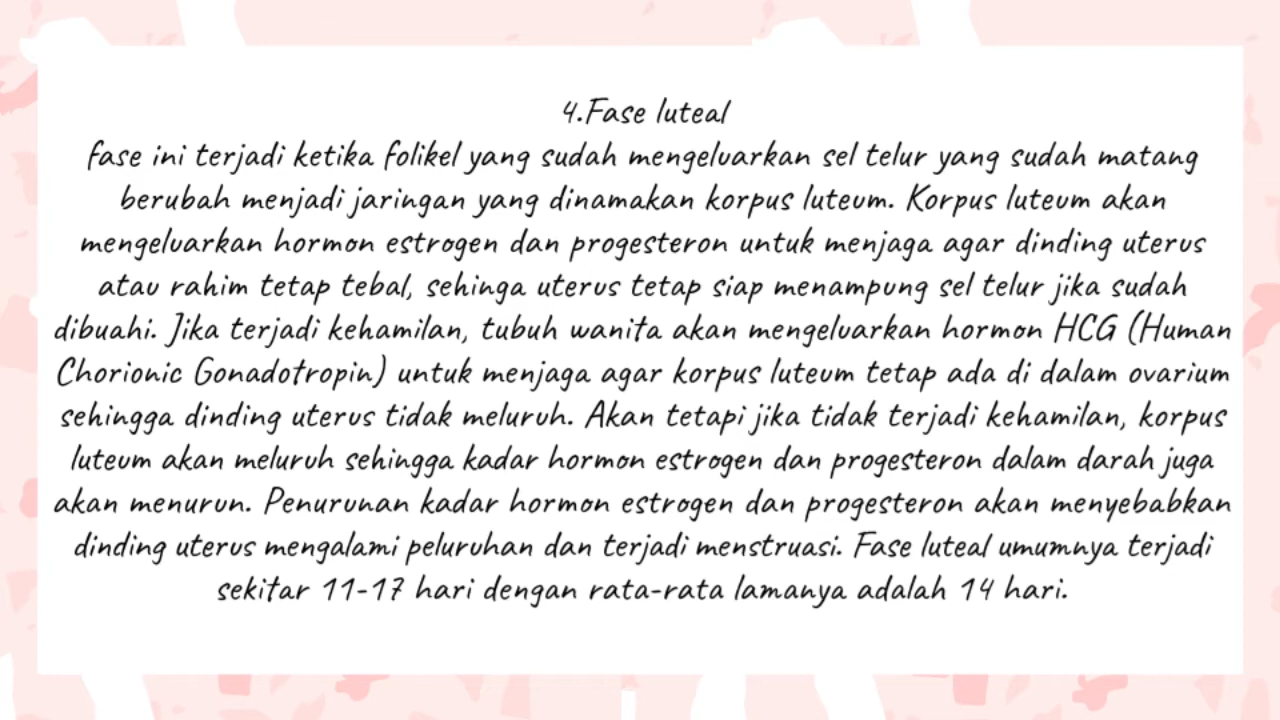 4.Fase luteal
fase ini terjadi ketika folikel yang sudah mengeluarkan sel telur yang sudah matang
berubah menjadi jaringan yang dinamakan korpus luteum. Korpus luteum akan
mengeluarkan hormon estrogen dan progesteron untuk menjaga agar dinding uterus
atau rahim tetap tebal, sehinga uterus tetap siap menampung sel telur jika sudah
dibuahi. Jika terjadi kehamilan, tubuh wanita akan mengeluarkan hormon HCG (Human
Chorionic Gonadotropin) untuk menjaga agar korpus luteum tetap ada di dalam ovarium
sehingga dinding uterus tidak meluruh. Akan tetapi jika tidak terjadi kehamilan, korpus
luteum akan meluruh sehingga kadar hormon estrogen dan progesteron dalam darah juga
akan menurun. Penurunan kadar hormon estrogen dan progesteron akan menyebabkan
dinding uterus mengalami peluruhan dan terjadi menstruasi. Fase luteal umumnya terjadi
sekitar 11-17 hari dengan rata-rata lamanya adalah 14 hari.